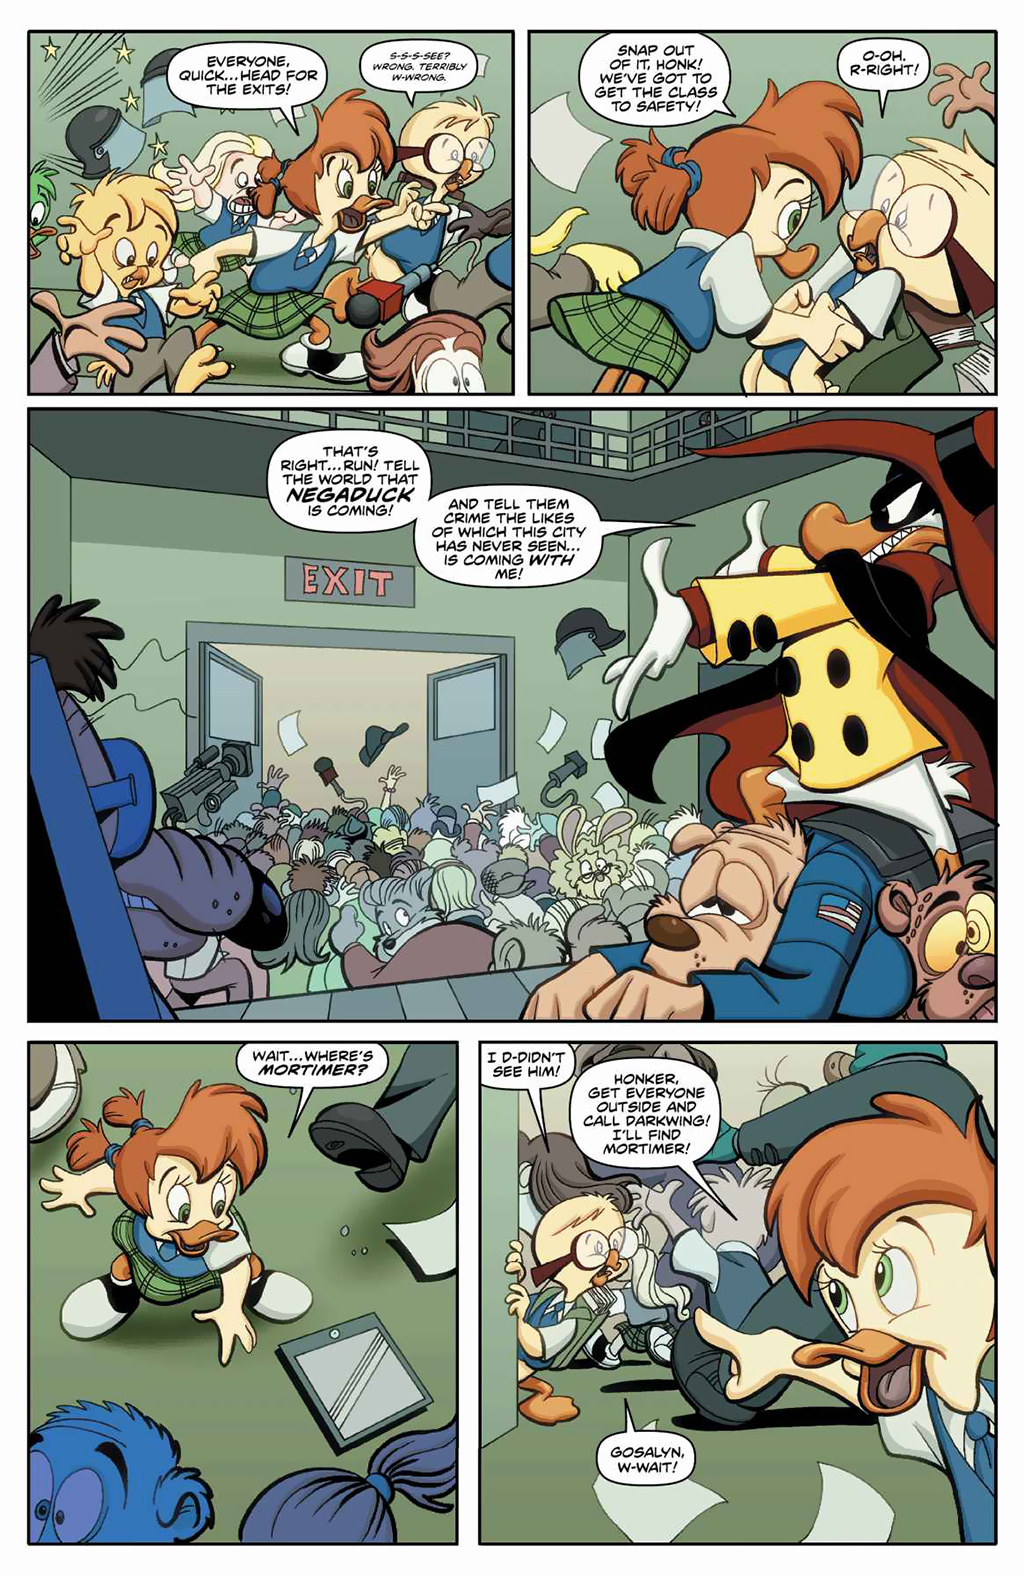 EVERYONE,
QUICK...HEAD FOR
THE EXITS!
S-S-S-SEE?
WRONG. TERRIBLY
W-WRONG.
SNAP OUT
OF IT, HONK!
WE'VE GOT TO
GET THE CLASS
TO SAFETY!
O-OH.
R-RIGHT!
THAT'S
RIGHT...RUN! TELL
THE WORLD THAT
NEGADUCK
IS COMING!
AND TELL THEM
CRIME THE LIKES
OF WHICH THIS CITY
HAS NEVER SEEN...
IS COMING WITH
ME!
EXIT
WAIT...WHERE'S
MORTIMER?
I D-DIDN'T
SEE HIM!
HONKER,
GET EVERYONE
OUTSIDE AND
CALL DARKWING!
I'LL FIND
MORTIMER!
GOSALYN,
W-WAIT!